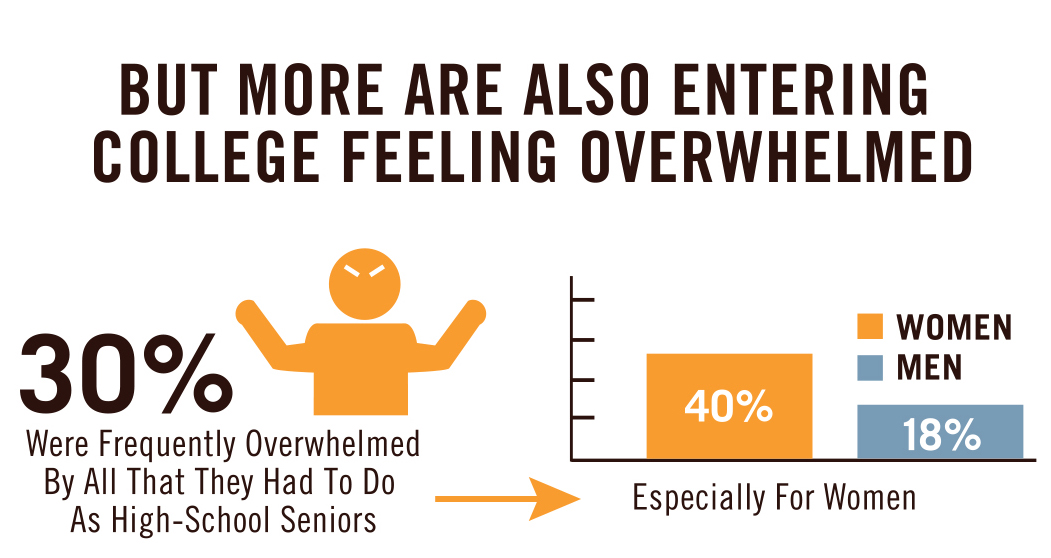 BUT MORE ARE ALSO ENTERING
COLLEGE FEELING OVERWHELMED
30%
Were Frequently Overwhelmed
By All That They Had To Do
As High-School Seniors
WOMEN
MEN
40%
18%
Especially For Women